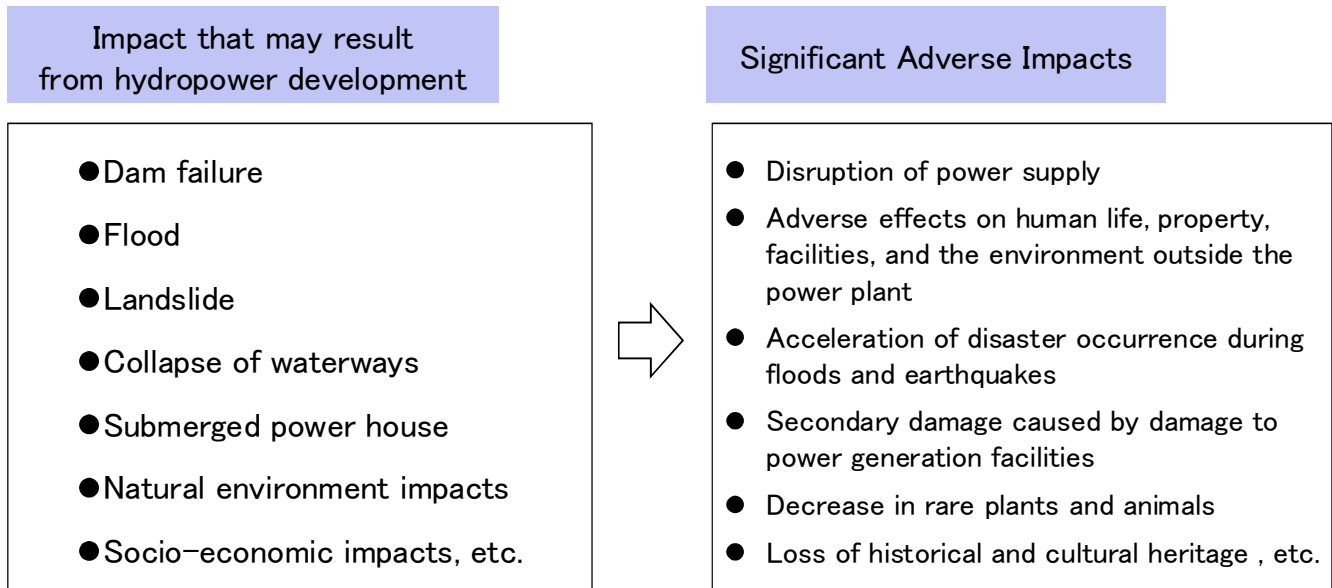 Impact that may result
from hydropower development
●Dam failure
●Flood
●Landslide
●Collapse of waterways
●Submerged power house
●Natural environment impacts
●Socio-economic impacts, etc.
Significant Adverse Impacts
● Disruption of power supply
● Adverse effects on human life, property,
facilities, and the environment outside the
power plant
● Acceleration of disaster occurrence during
floods and earthquakes
● Secondary damage caused by damage to
power generation facilities
● Decrease in rare plants and animals
● Loss of historical and cultural heritage , etc.